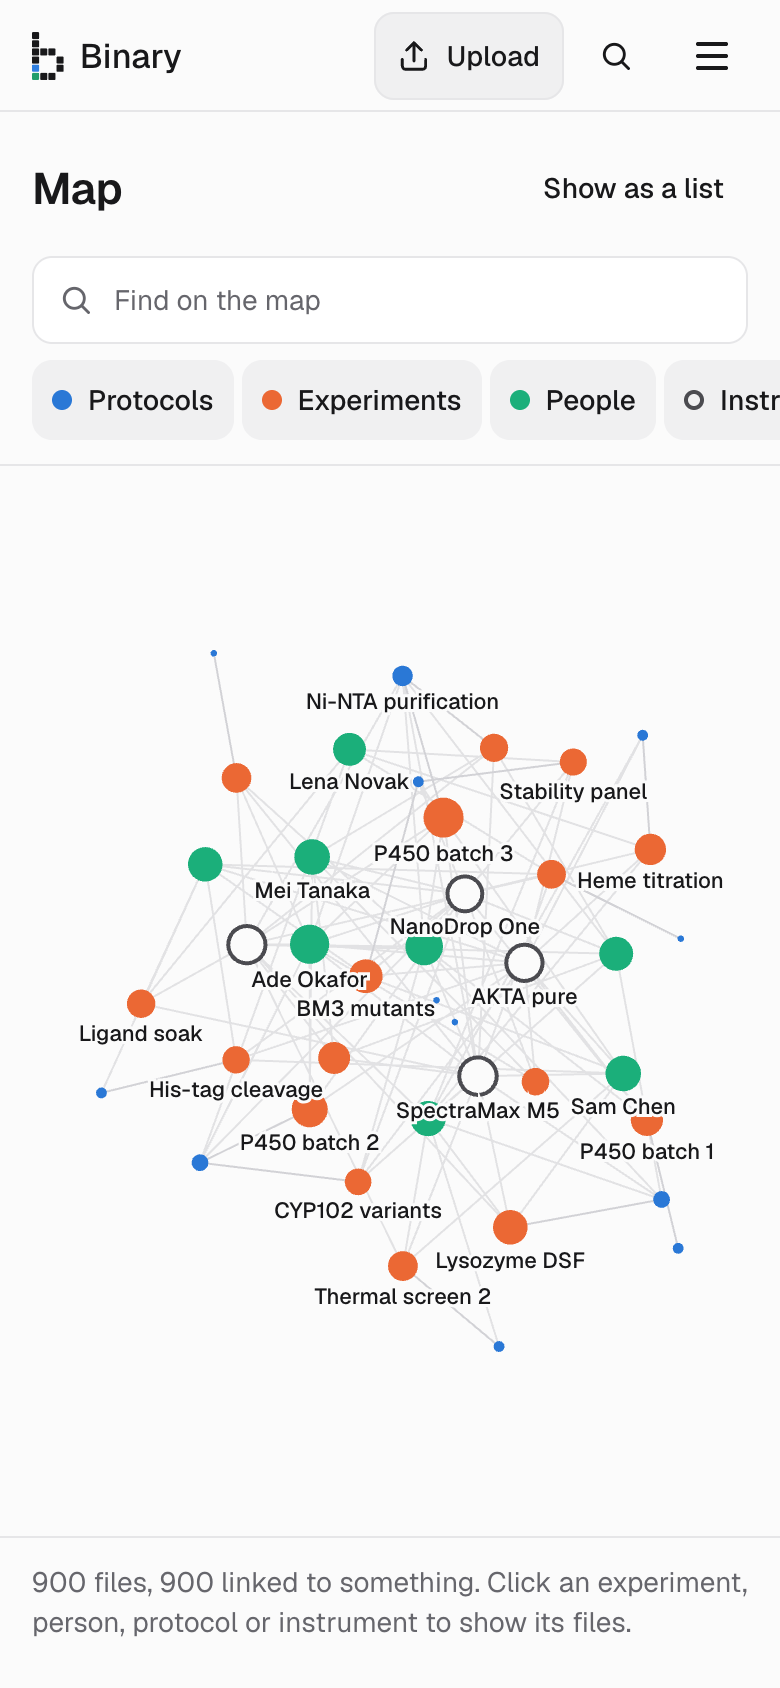 Binary
Upload
Map
Show as a list
Find on the map
Protocols
Experiments
People
Instr
Ni-NTA purification
Lena Novak
Stability panel
P450 batch 3
Heme titration
Mei Tanaka
NanoDrop One
Ade Okafor
AKTA pure
BM3 mutants
Ligand soak
His-tag cleavage
SpectraMax M5
Sam Chen
P450 batch 2
P450 batch 1
CYP102 variants
Lysozyme DSF
Thermal screen 2
900 files, 900 linked to something. Click an experiment,
person, protocol or instrument to show its files.